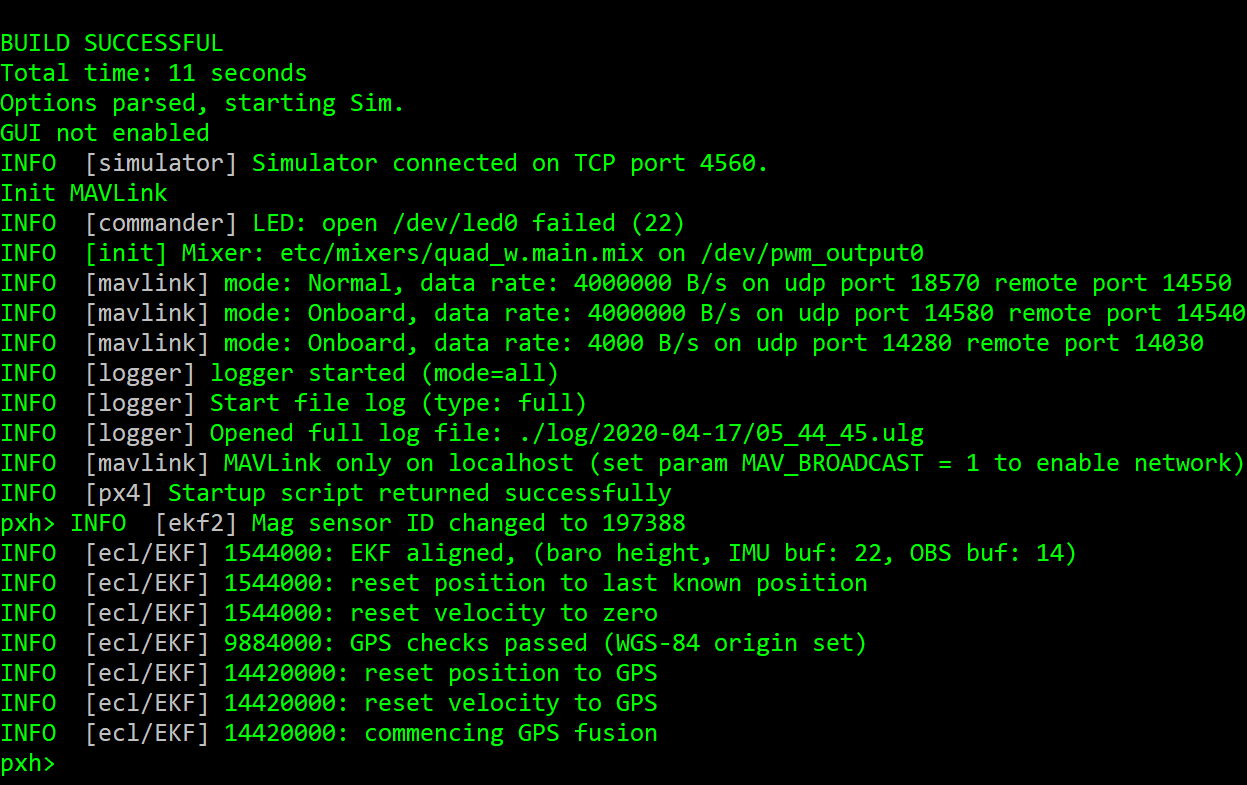 BUILD SUCCESSFUL
Total time: 11 seconds
Options parsed, starting Sim.
GUI not enabled
INFO  [simulator] Simulator connected on TCP port 4560.
Init MAVLink
INFO  [commander] LED: open /dev/led0 failed (22)
INFO  [init] Mixer: etc/mixers/quad_w.main.mix on /dev/pwm_output0
INFO  [mavlink] mode: Normal, data rate: 4000000 B/s on udp port 18570 remote port 14550
INFO  [mavlink] mode: Onboard, data rate: 4000000 B/s on udp port 14580 remote port 14540
INFO  [mavlink] mode: Onboard, data rate: 4000 B/s on udp port 14280 remote port 14030
INFO  [logger] logger started (mode=all)
INFO  [logger] Start file log (type: full)
INFO  [logger] Opened full log file: ./log/2020-04-17/05_44_45.ulg
INFO  [mavlink] MAVLink only on localhost (set param MAV_BROADCAST = 1 to enable network)
INFO  [px4] Startup script returned successfully
pxh> INFO  [ekf2] Mag sensor ID changed to 197388
INFO  [ecl/EKF] 1544000: EKF aligned, (baro height, IMU buf: 22, OBS buf: 14)
INFO  [ecl/EKF] 1544000: reset position to last known position
INFO  [ecl/EKF] 1544000: reset velocity to zero
INFO  [ecl/EKF] 9884000: GPS checks passed (WGS-84 origin set)
INFO  [ecl/EKF] 14420000: reset position to GPS
INFO  [ecl/EKF] 14420000: reset velocity to GPS
INFO  [ecl/EKF] 14420000: commencing GPS fusion
pxh>